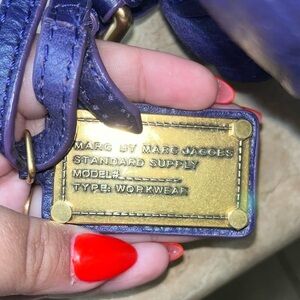 MARC BY MARC JACOBS
STANDARD SUPPLY
MODEL#
TYPE: WORKWEAR